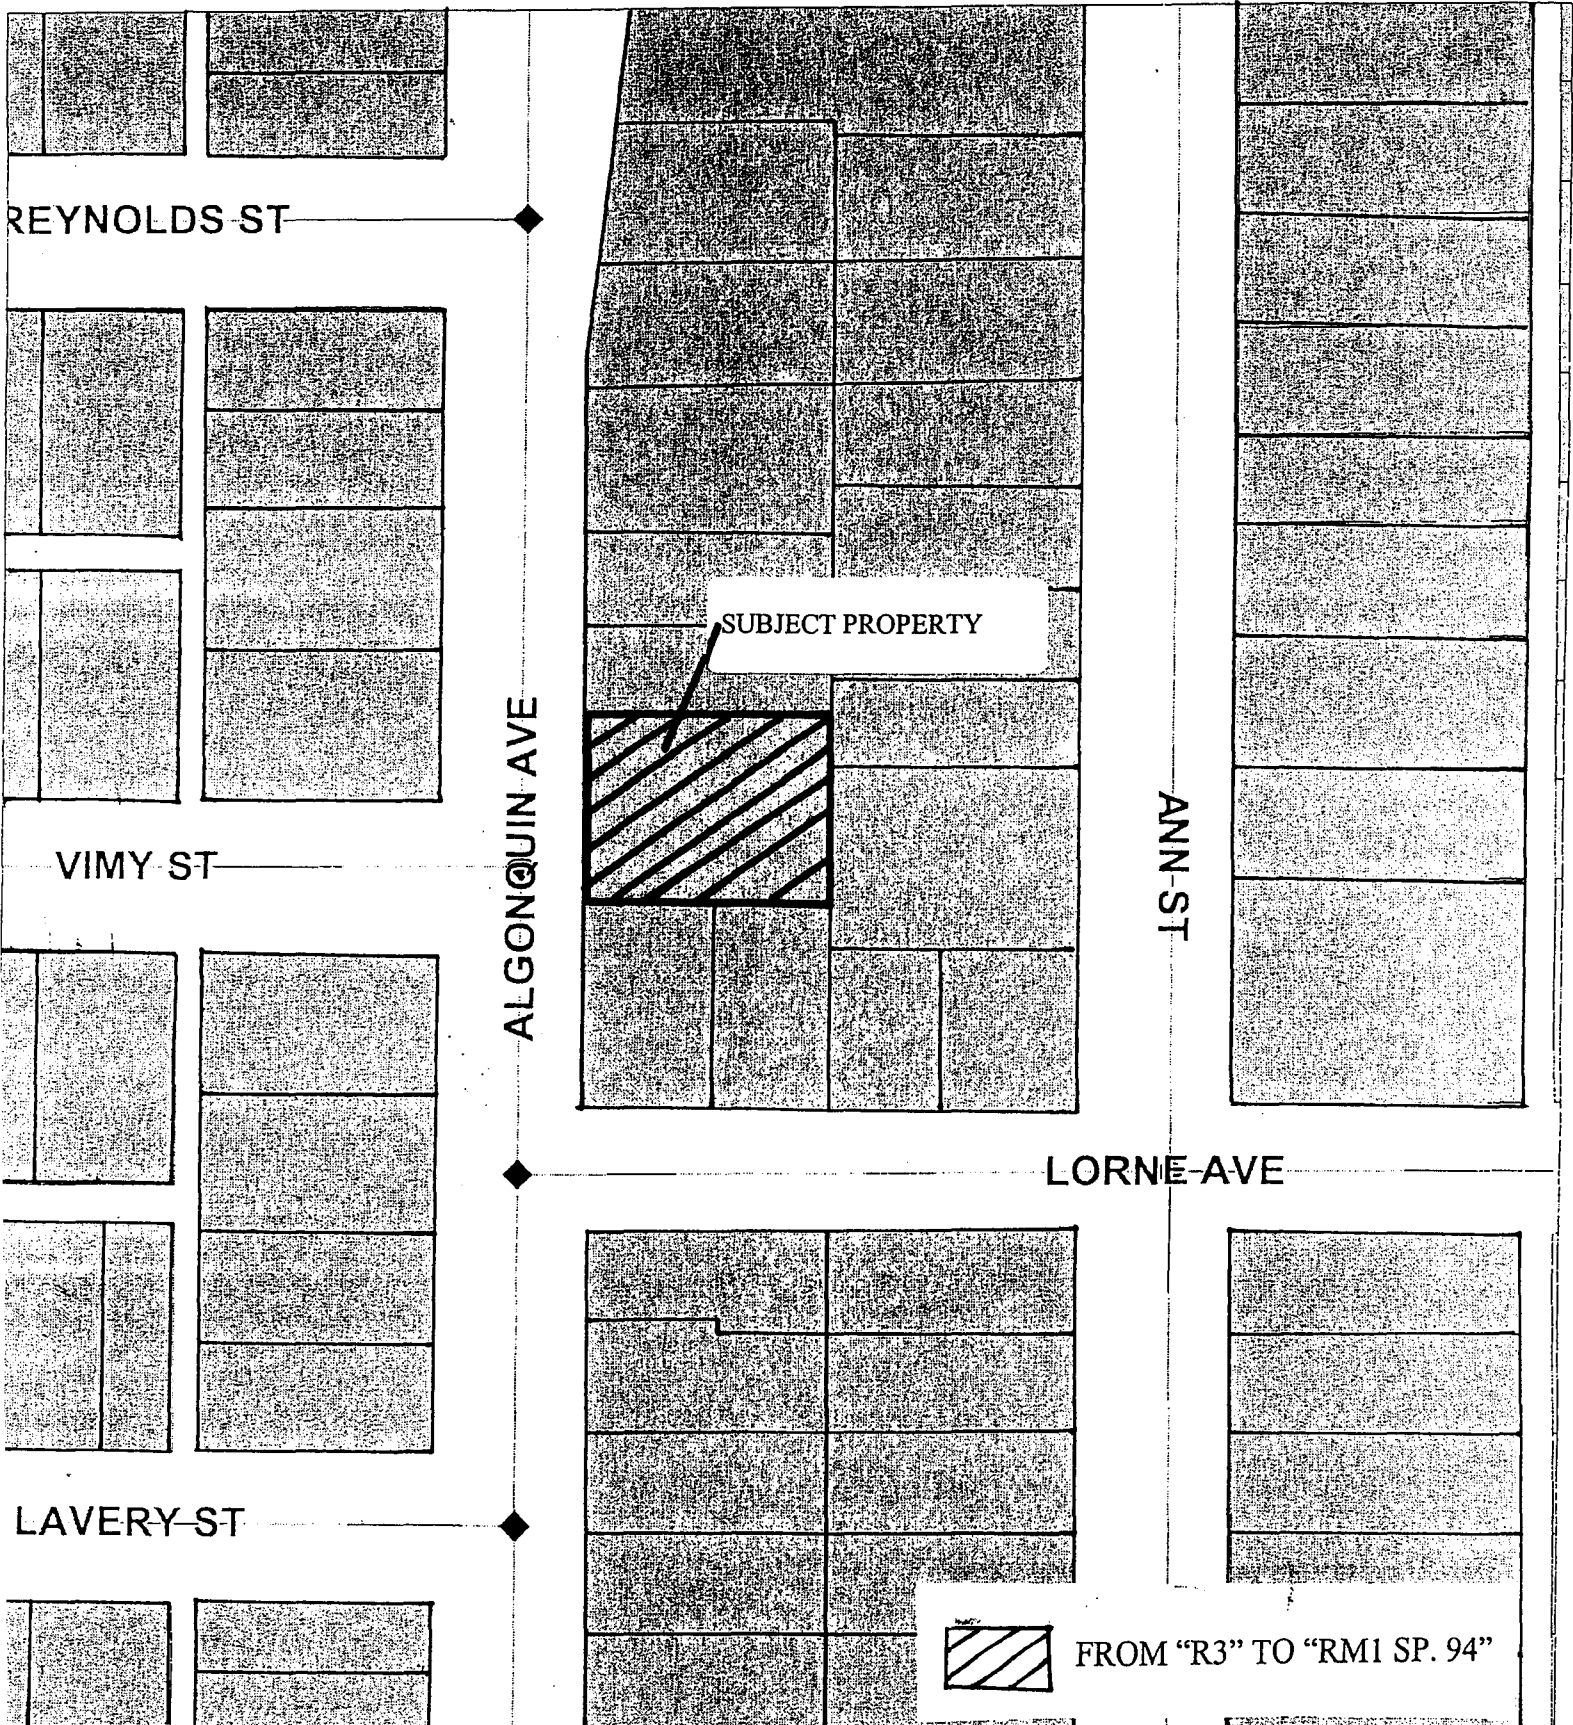 REYNOLDS ST
SUBJECT PROPERTY
ALGONQUIN AVE
VIMY ST
ANN ST
LORNE AVE
LAVERY ST
FROM “R3” TO “RM1 SP. 94”